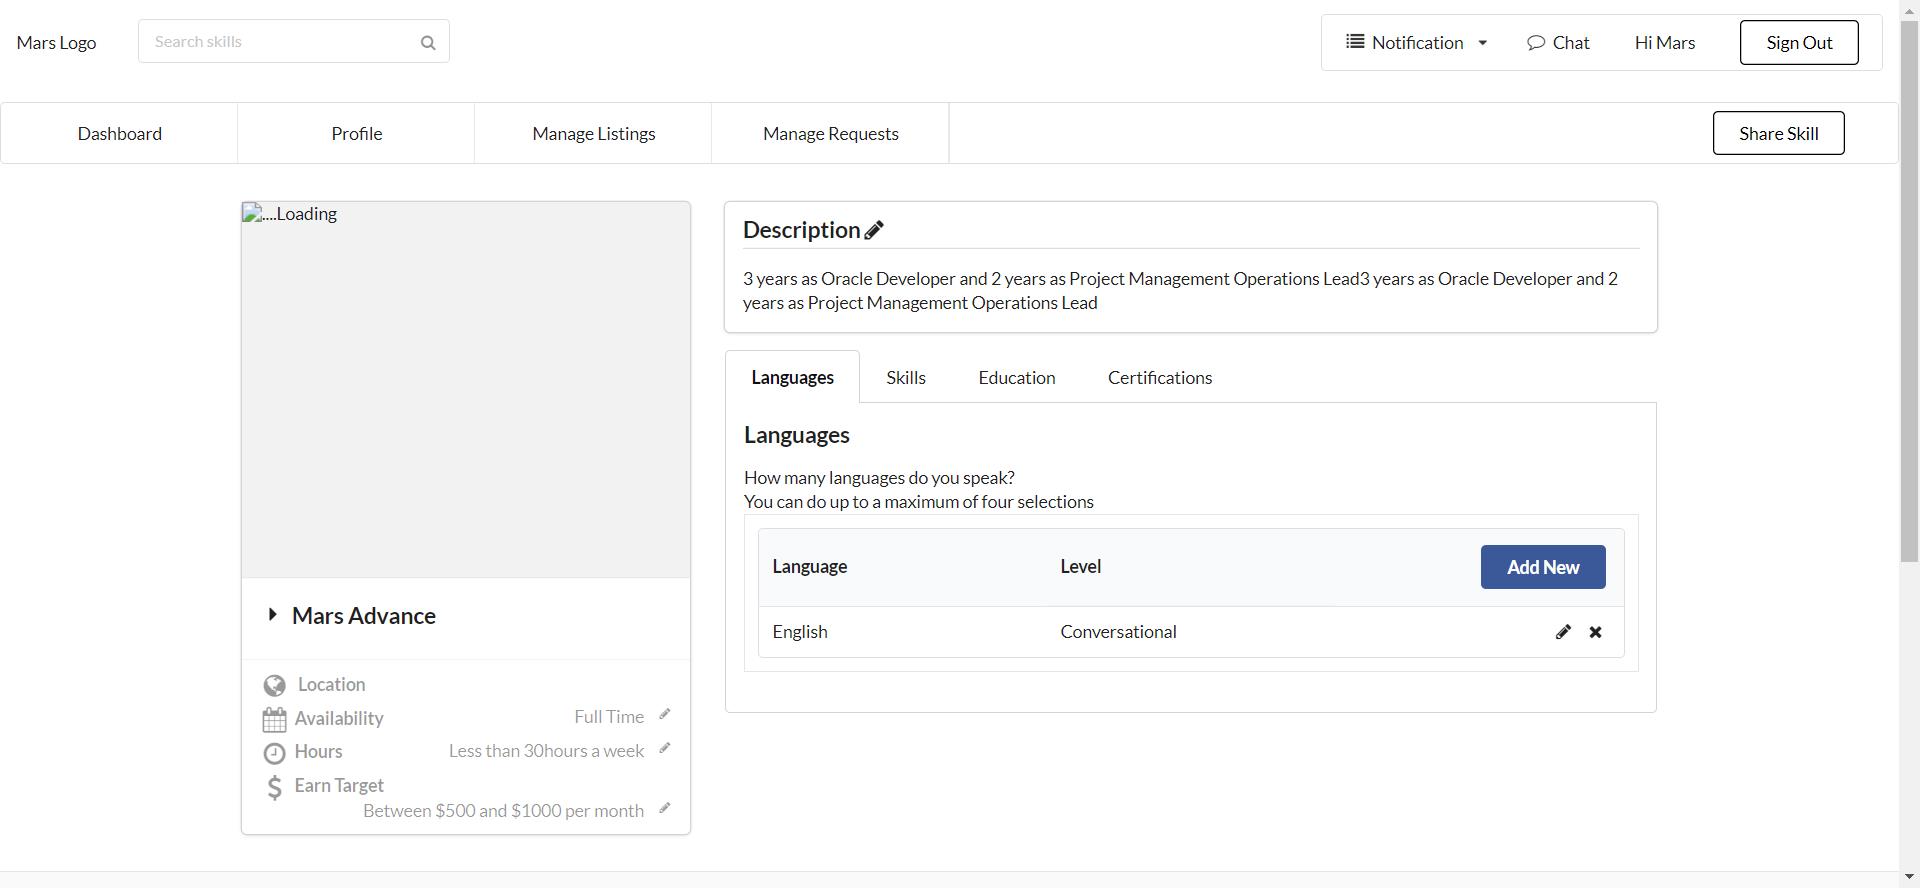 Mars Logo
Search skills
Notification
Chat
Hi Mars
Sign Out
Dashboard
Profile
Manage Listings
Manage Requests
Share Skill
....Loading
Mars Advance
Location
Availability
Full Time
Hours
Less than 30hours a week
Earn Target
Between $500 and $1000 per month
Description
3 years as Oracle Developer and 2 years as Project Management Operations Lead3 years as Oracle Developer and 2
years as Project Management Operations Lead
Languages
Skills
Education
Certifications
Languages
How many languages do you speak?
You can do up to a maximum of four selections
Language
Level
Add New
English
Conversational